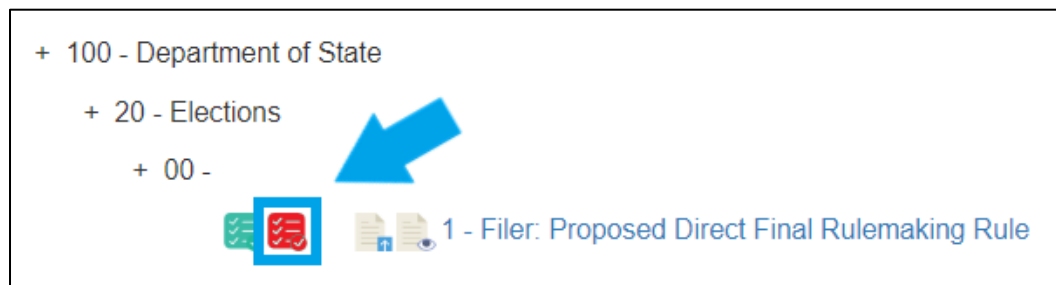 + 100 - Department of State
+ 20 - Elections
+ 00 -
1 - Filer: Proposed Direct Final Rulemaking Rule